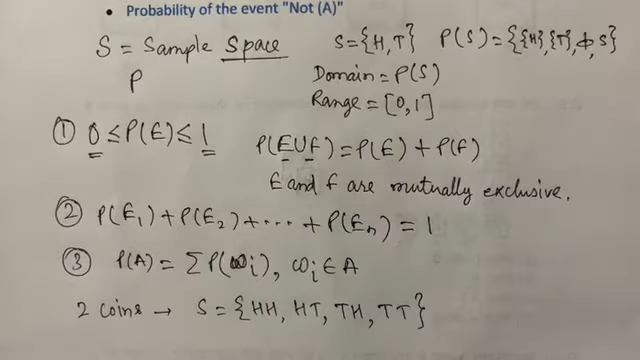 • Probability of the event "Not (A)"
S = Sample Space S = {H,T} P(S) = {{H},{T},ϕ,S}
P Domain = P(S)
Range = [0,1]
① 0 ≤ P(E) ≤ 1 P(E∪F) = P(E) + P(F)
E and F are mutually exclusive.
② P(E₁) + P(E₂) + .... + P(Eₙ) = 1
③ P(A) = Σ P(ωᵢ), ωᵢ ∈ A
2 coins → S = {HH, HT, TH, TT}